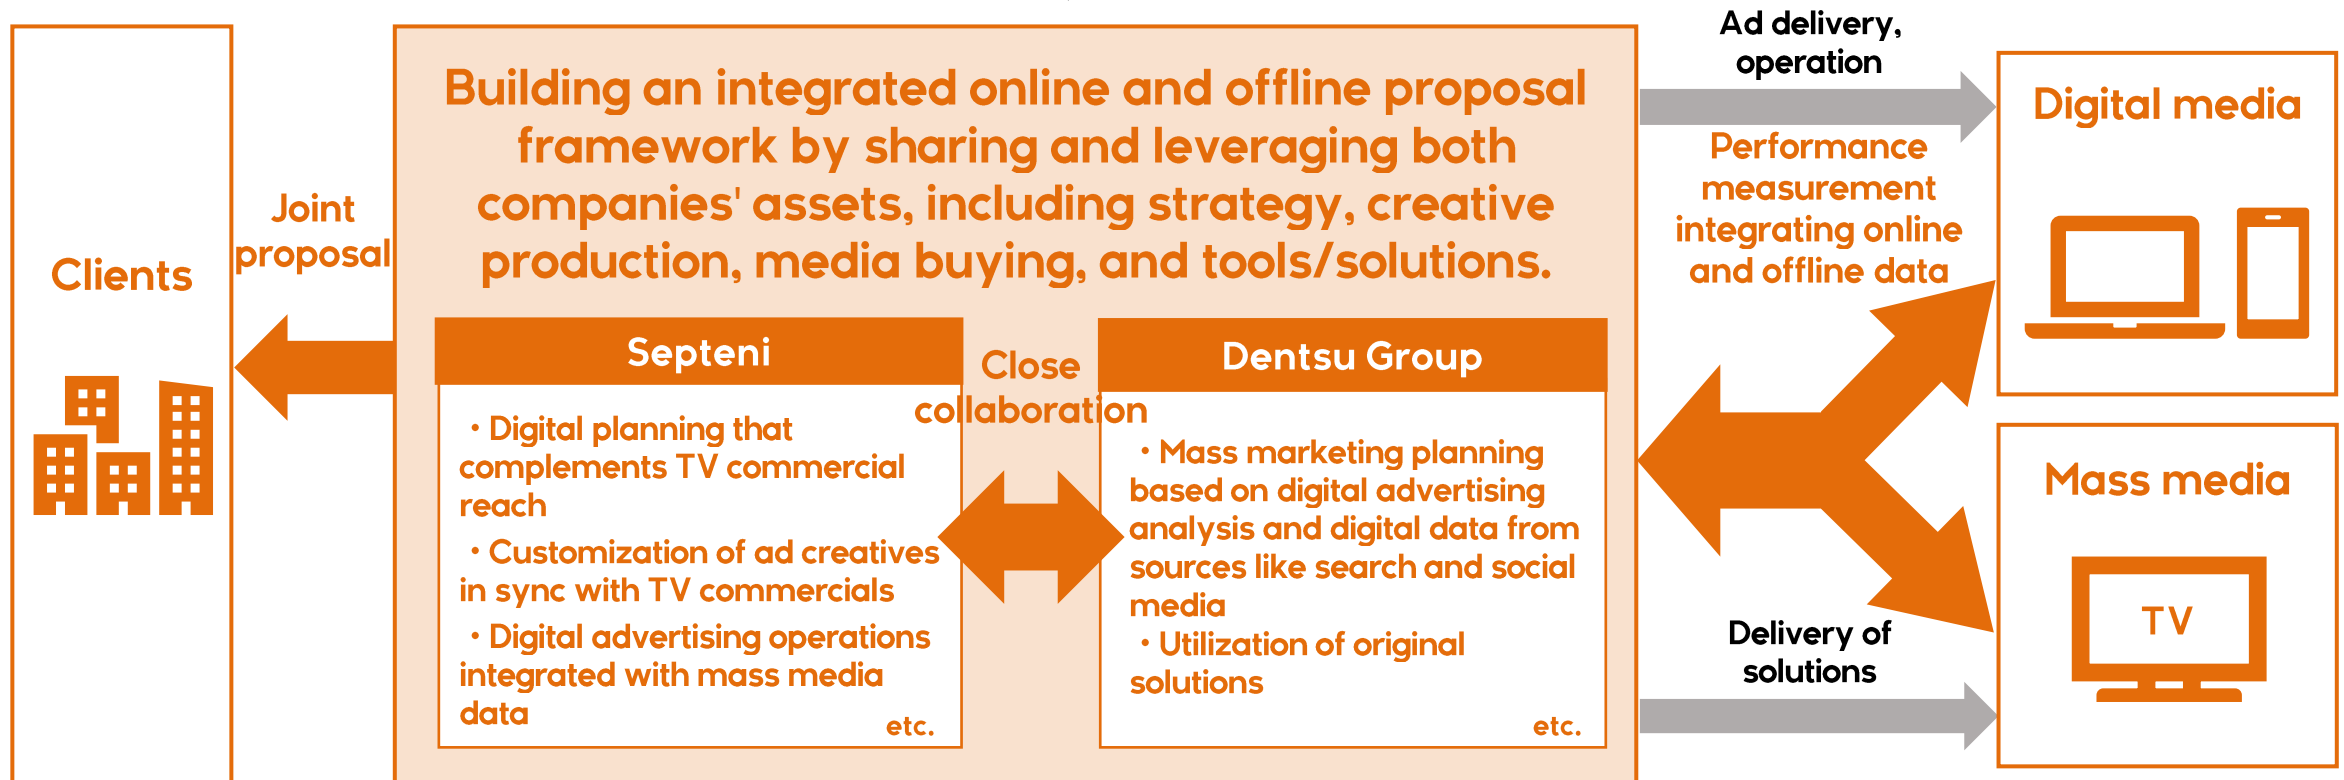 Clients
Joint
proposal
Building an integrated online and offline proposal
framework by sharing and leveraging both
companies' assets, including strategy, creative
production, media buying, and tools/solutions.
Septeni
・Digital planning that
complements TV commercial
reach
・Customization of ad creatives
in sync with TV commercials
・Digital advertising operations
integrated with mass media
data
etc.
Close
collaboration
Dentsu Group
・Mass marketing planning
based on digital advertising
analysis and digital data from
sources like search and social
media
・Utilization of original
solutions
etc.
Ad delivery,
operation
Performance
measurement
integrating online
and offline data
Delivery of
solutions
Digital media
Mass media
TV